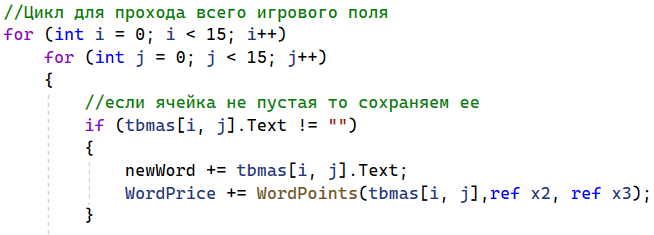 //Цикл для прохода всего игрового поля
for (int i = 0; i < 15; i++)
for (int j = 0; j < 15; j++)
{
//если ячейка не пустая то сохраняем ее
if (tbmas[i, j].Text != "")
{
newWord += tbmas[i, j].Text;
WordPrice += WordPoints(tbmas[i, j],ref x2, ref x3);
}